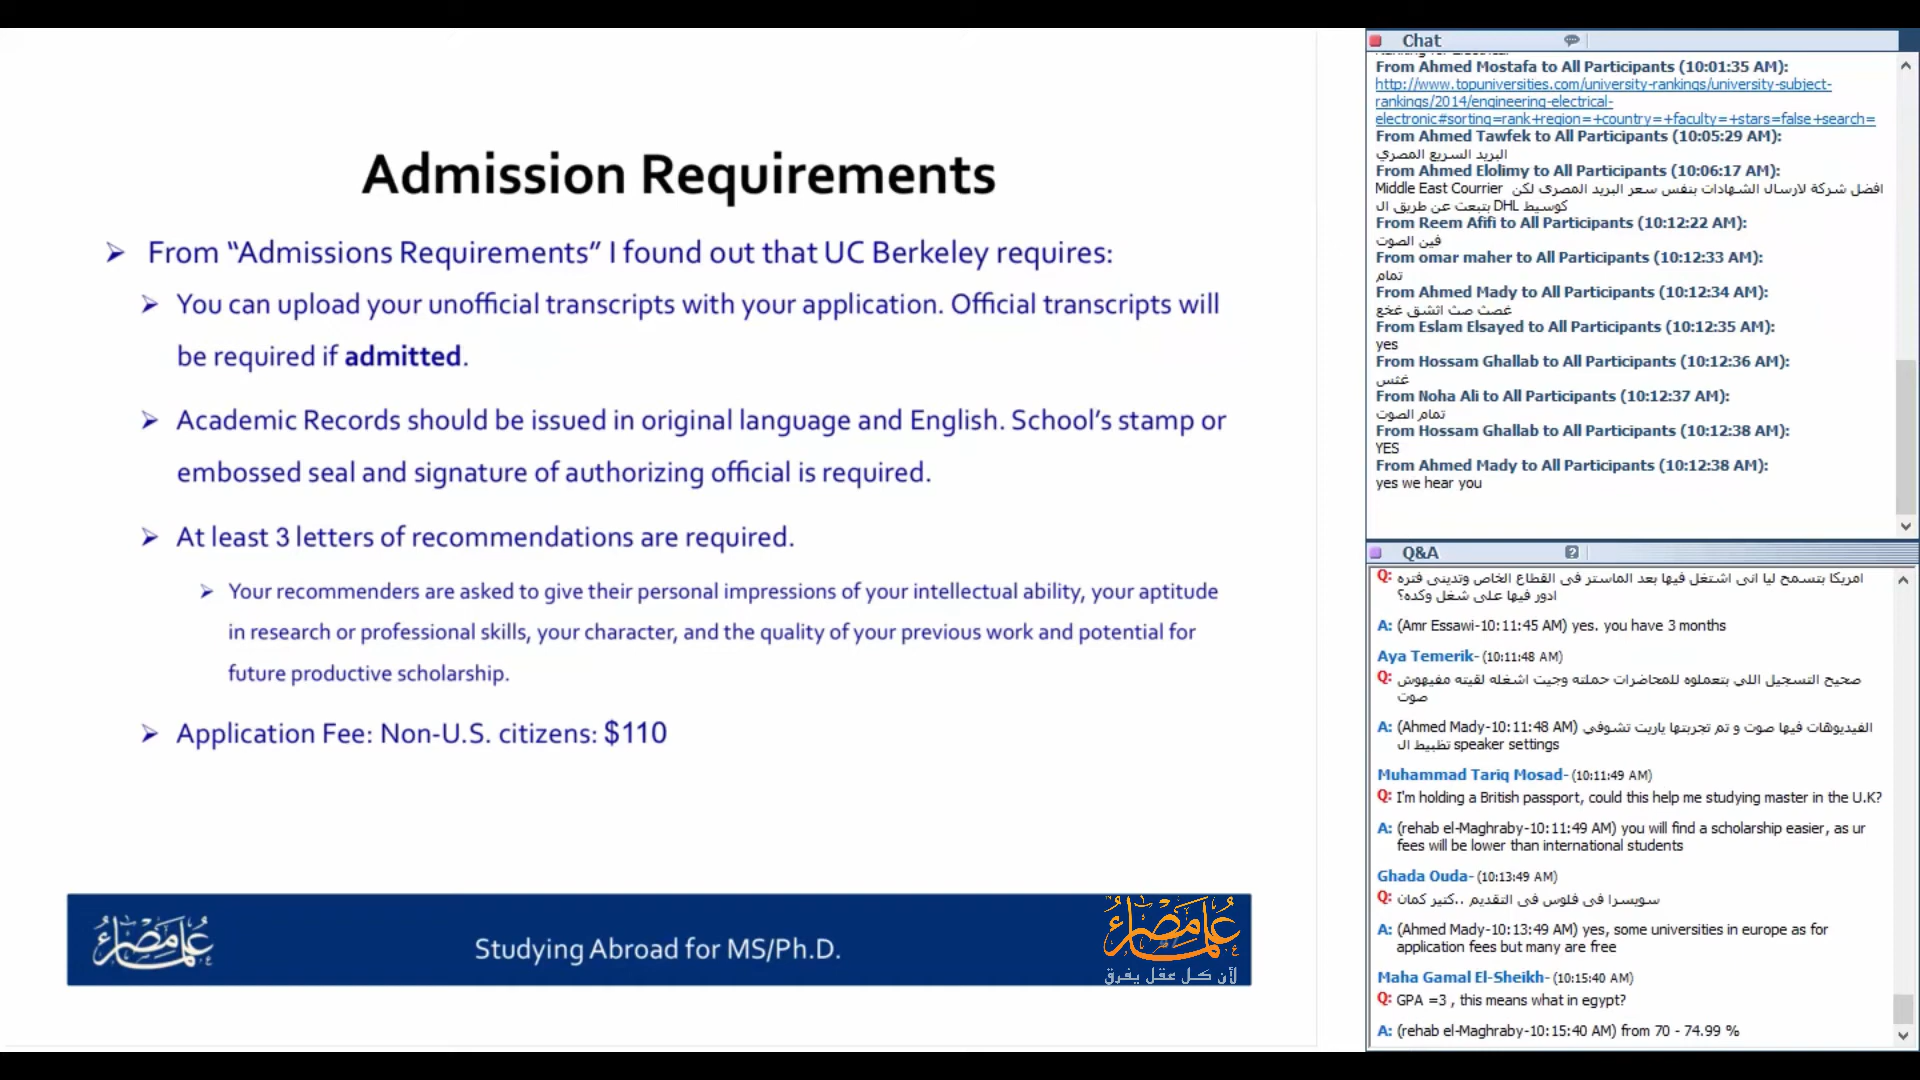 Admission Requirements
From “Admissions Requirements” I found out that UC Berkeley requires:
You can upload your unofficial transcripts with your application. Official transcripts will
be required if admitted.
Academic Records should be issued in original language and English. School’s stamp or
embossed seal and signature of authorizing official is required.
At least 3 letters of recommendations are required.
Your recommenders are asked to give their personal impressions of your intellectual ability, your aptitude
in research or professional skills, your character, and the quality of your previous work and potential for
future productive scholarship.
Application Fee: Non-U.S. citizens: $110
علماء مصر
Studying Abroad for MS/Ph.D.
علماء مصر
لأن كل عقل يفرق
Chat
From Ahmed Mostafa to All Participants (10:01:35 AM):
http://www.topuniversities.com/university-rankings/university-subject-
rankings/2014/engineering-electrical-
electronic#sorting=rank+region=+country=+faculty=+stars=false+search=
From Ahmed Tawfek to All Participants (10:05:29 AM):
البريد السريع المصري
From Ahmed Elolimy to All Participants (10:06:17 AM):
Middle East Courrier افضل شركة لارسال الشهادات بنفس سعر البريد المصرى لكن
كوسيط DHL بتبعت عن طريق ال
From Reem Afifi to All Participants (10:12:22 AM):
فين الصوت
From omar maher to All Participants (10:12:33 AM):
تمام
From Ahmed Mady to All Participants (10:12:34 AM):
غصث صث اثشق غخع
From Eslam Elsayed to All Participants (10:12:35 AM):
yes
From Hossam Ghallab to All Participants (10:12:36 AM):
غثس
From Noha Ali to All Participants (10:12:37 AM):
تمام الصوت
From Hossam Ghallab to All Participants (10:12:38 AM):
YES
From Ahmed Mady to All Participants (10:12:38 AM):
yes we hear you
Q&A
Q: امريكا بتسمح ليا انى اشتغل فيها بعد الماستر فى القطاع الخاص وتدينى فتره
ادور فيها على شغل وكده؟
A: (Amr Essawi-10:11:45 AM) yes. you have 3 months
Aya Temerik- (10:11:48 AM)
Q: صحيح التسجيل اللى بتعملوه للمحاضرات حملته وجيت اشغله لقيته مفيهوش
صوت
A: (Ahmed Mady-10:11:48 AM) الفيديوهات فيها صوت و تم تجربتها ياريت تشوفي
تظبيط ال speaker settings
Muhammad Tariq Mosad- (10:11:49 AM)
Q: I'm holding a British passport, could this help me studying master in the U.K?
A: (rehab el-Maghraby-10:11:49 AM) you will find a scholarship easier, as ur
fees will be lower than international students
Ghada Ouda- (10:13:49 AM)
Q: سويسرا فى فلوس فى التقديم ..كتير كمان
A: (Ahmed Mady-10:13:49 AM) yes, some universities in europe as for
application fees but many are free
Maha Gamal El-Sheikh- (10:15:40 AM)
Q: GPA =3 , this means what in egypt?
A: (rehab el-Maghraby-10:15:40 AM) from 70 - 74.99 %